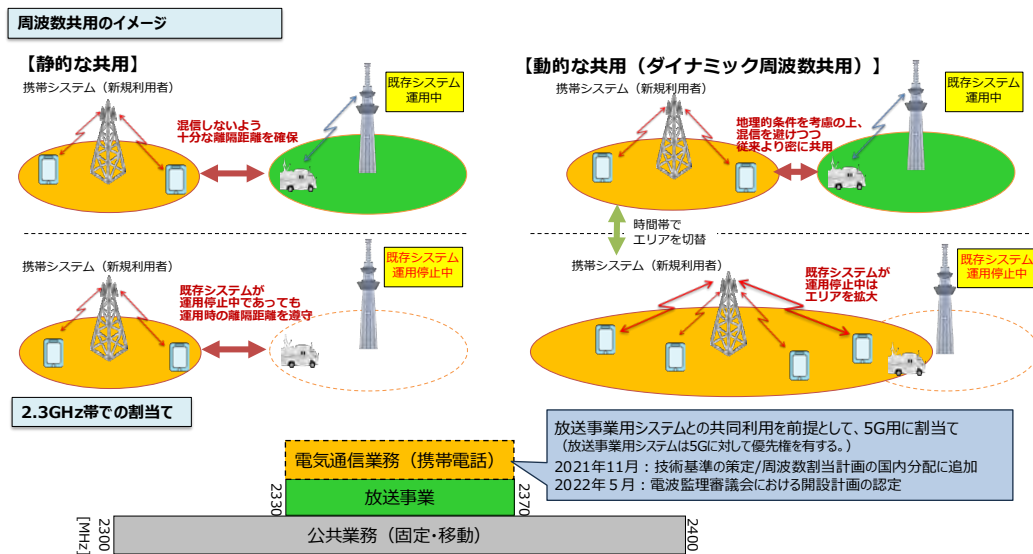 周波数共用のイメージ
【静的な共用】
携帯システム（新規利用者）
混信しないよう
十分な離隔距離を確保
既存システム
運用中
携帯システム（新規利用者）
既存システムが
運用停止中であっても
運用時の離隔距離を遵守
既存システム
運用停止中
【動的な共用（ダイナミック周波数共用）】
携帯システム（新規利用者）
地理的条件を考慮の上、
混信を避けつつ
従来より密に共用
既存システム
運用中
時間帯で
エリアを切替
携帯システム（新規利用者）
既存システムが
運用停止中は
エリアを拡大
既存システム
運用停止中
2.3GHz帯での割当て
放送事業用システムとの共同利用を前提として、5G用に割当て
（放送事業用システムは5Gに対して優先権を有する。）
2021年11月：技術基準の策定/周波数割当計画の国内分配に追加
2022年５月：電波監理審議会における開設計画の認定
電気通信業務（携帯電話）
放送事業
2330
2370
公共業務（固定・移動）
2300
[MHz]
2400